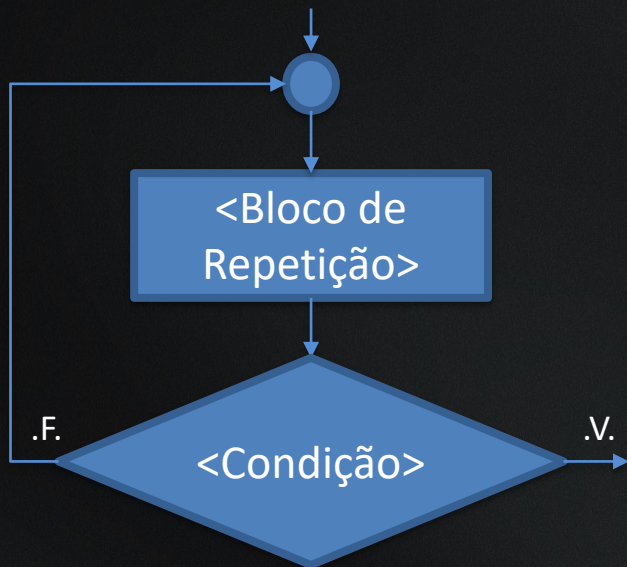 <Bloco de
Repetição>
.F.
<Condição>
.V.